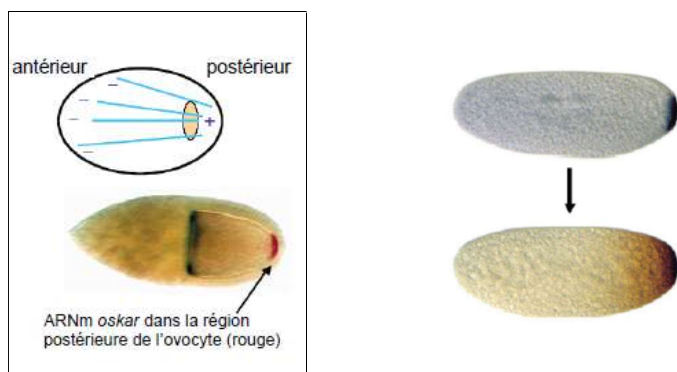 antérieur postérieur
– +
–
–
–
ARNm oskar dans la région
postérieure de l'ovocyte (rouge)